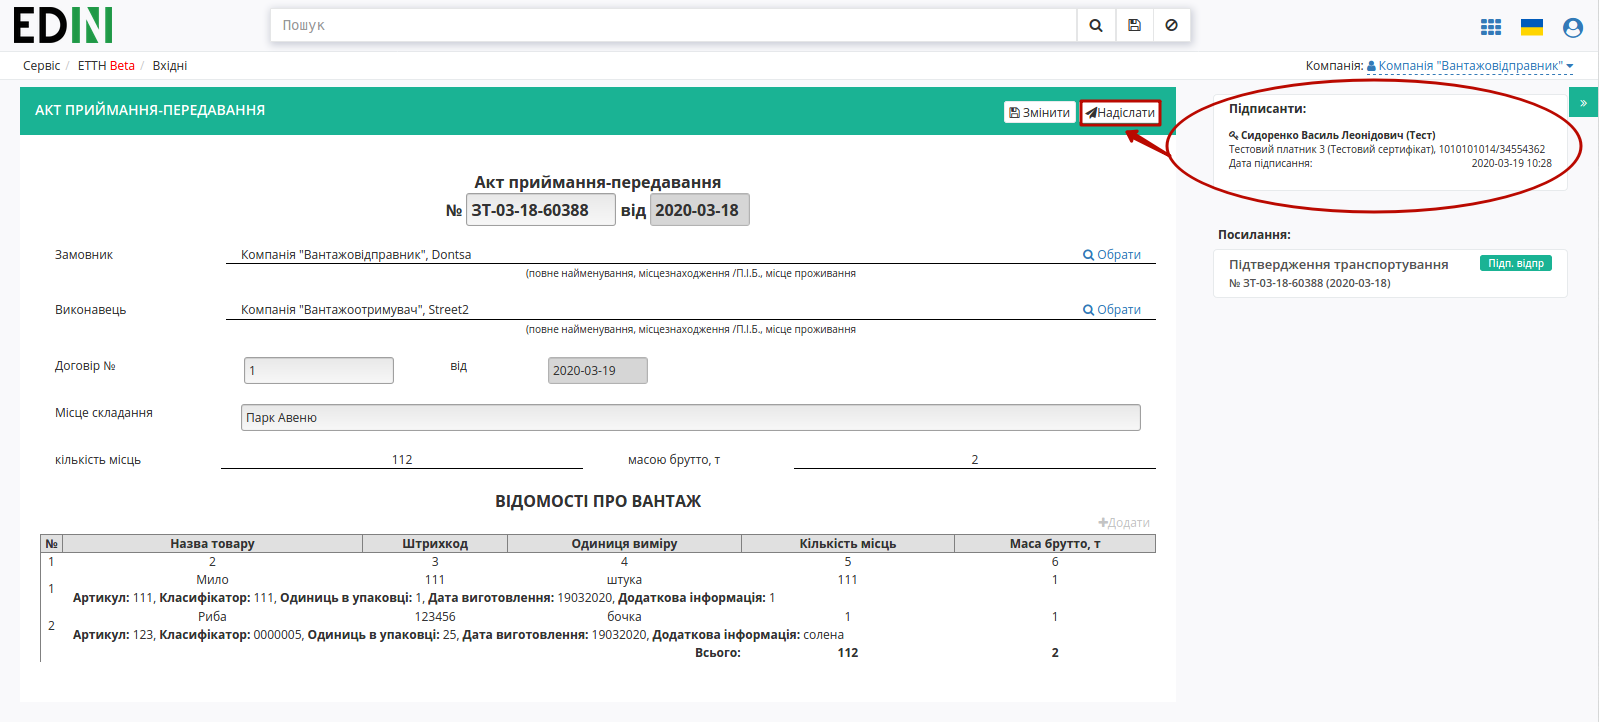 EDIN
Пошук
Сервіс / ЕТТН Beta / Вхідні
Компанія: Компанія "Вантажовідправник"
АКТ ПРИЙМАННЯ-ПЕРЕДАВАННЯ
Змінити Надіслати
»
Підписанти:
Сидоренко Василь Леонідович (Тест)
Тестовий платник 3 (Тестовий сертифікат), 1010101014/34554362
Дата підписання: 2020-03-19 10:28
Посилання:
Підтвердження транспортування Підп. відпр
№ ЗТ-03-18-60388 (2020-03-18)
Акт приймання-передавання
№ ЗТ-03-18-60388 від 2020-03-18
Замовник Компанія "Вантажовідправник", Dontsa Обрати
(повне найменування, місцезнаходження /П.І.Б., місце проживання
Виконавець Компанія "Вантажоотримувач", Street2 Обрати
(повне найменування, місцезнаходження /П.І.Б., місце проживання
Договір № 1 від 2020-03-19
Місце складання Парк Авеню
кількість місць 112 масою брутто, т 2
ВІДОМОСТІ ПРО ВАНТАЖ
Додати
№ Назва товару Штрихкод Одиниця виміру Кількість місць Маса брутто, т
1 2 3 4 5 6
1 Мило 111 штука 111 1
Артикул: 111, Класифікатор: 111, Одиниць в упаковці: 1, Дата виготовлення: 19032020, Додаткова інформація: 1
2 Риба 123456 бочка 1 1
Артикул: 123, Класифікатор: 0000005, Одиниць в упаковці: 25, Дата виготовлення: 19032020, Додаткова інформація: солена
Всього: 112 2